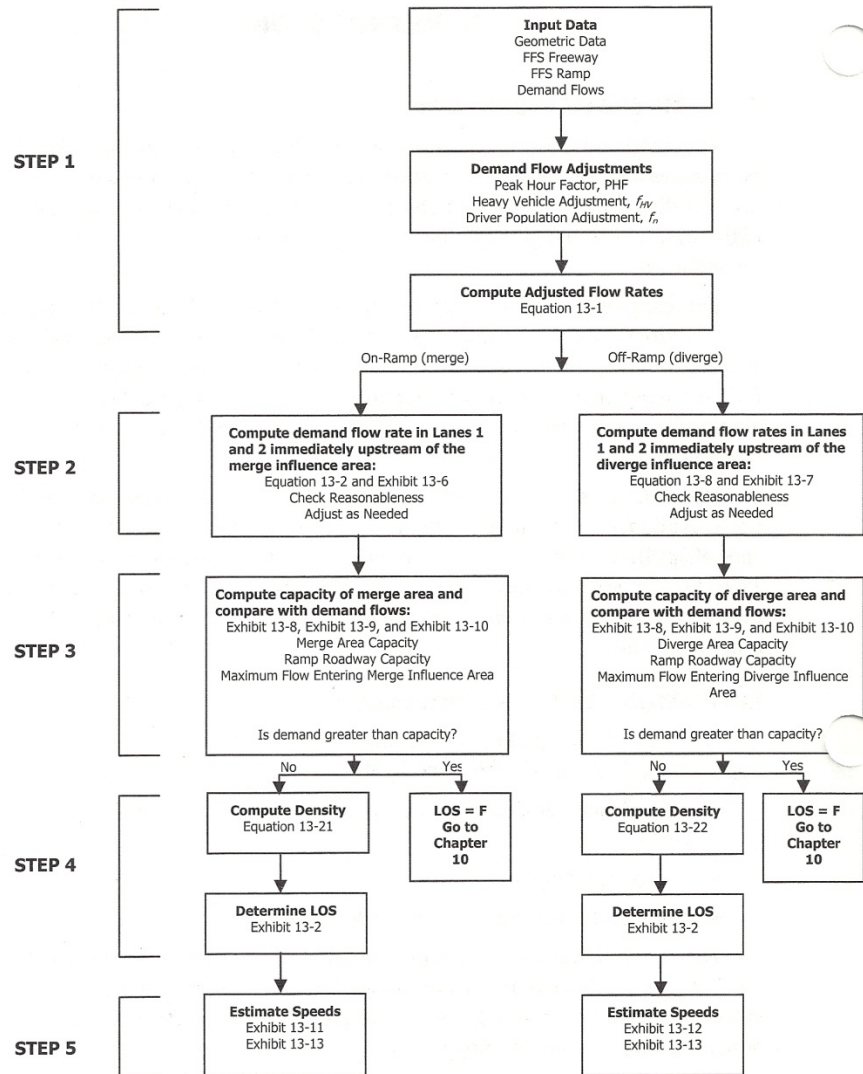 STEP 1
Input Data
Geometric Data
FFS Freeway
FFS Ramp
Demand Flows
Demand Flow Adjustments
Peak Hour Factor, PHF
Heavy Vehicle Adjustment, fHV
Driver Population Adjustment, fp
Compute Adjusted Flow Rates
Equation 13-1
On-Ramp (merge)
Off-Ramp (diverge)
STEP 2
Compute demand flow rate in Lanes 1
and 2 immediately upstream of the
merge influence area:
Equation 13-2 and Exhibit 13-6
Check Reasonableness
Adjust as Needed
Compute demand flow rates in Lanes
1 and 2 immediately upstream of the
diverge influence area:
Equation 13-8 and Exhibit 13-7
Check Reasonableness
Adjust as Needed
STEP 3
Compute capacity of merge area and
compare with demand flows:
Exhibit 13-8, Exhibit 13-9, and Exhibit 13-10
Merge Area Capacity
Ramp Roadway Capacity
Maximum Flow Entering Merge Influence Area
Is demand greater than capacity?
Compute capacity of diverge area and
compare with demand flows:
Exhibit 13-8, Exhibit 13-9, and Exhibit 13-10
Diverge Area Capacity
Ramp Roadway Capacity
Maximum Flow Entering Diverge Influence
Area
Is demand greater than capacity?
No
Yes
No
Yes
STEP 4
Compute Density
Equation 13-21
LOS = F
Go to
Chapter
10
Compute Density
Equation 13-22
LOS = F
Go to
Chapter
10
Determine LOS
Exhibit 13-2
Determine LOS
Exhibit 13-2
STEP 5
Estimate Speeds
Exhibit 13-11
Exhibit 13-13
Estimate Speeds
Exhibit 13-12
Exhibit 13-13